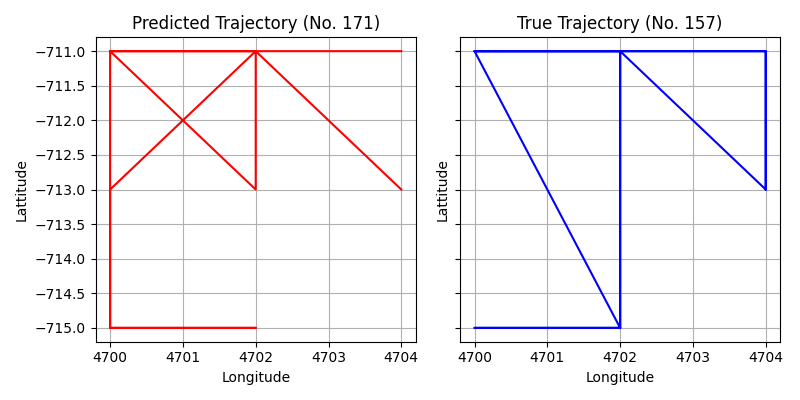 Predicted Trajectory (No. 171)
−711.0
−711.5
−712.0
−712.5
−713.0
−713.5
−714.0
−714.5
−715.0
Lattitude
4700 4701 4702 4703 4704
Longitude
True Trajectory (No. 157)
Lattitude
4700 4701 4702 4703 4704
Longitude